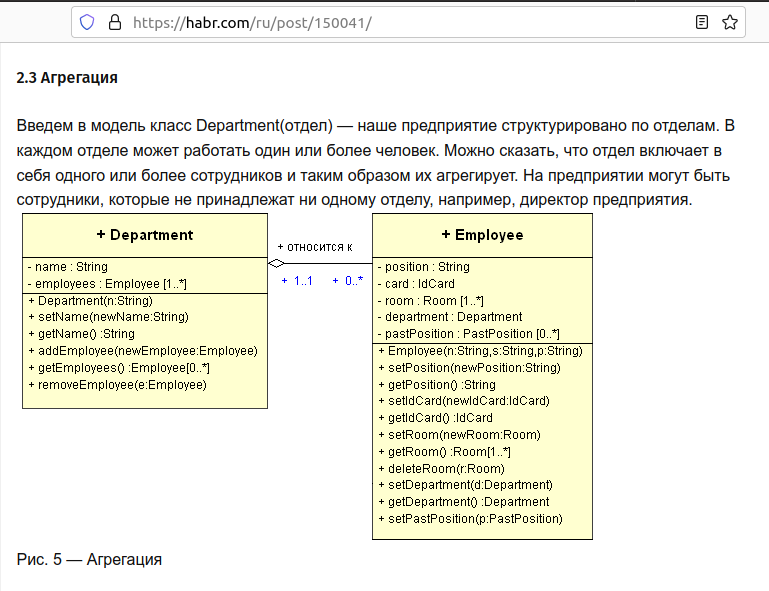 https://habr.com/ru/post/150041/
2.3 Агрегация
Введем в модель класс Department(отдел) — наше предприятие структурировано по отделам. В
каждом отделе может работать один или более человек. Можно сказать, что отдел включает в
себя одного или более сотрудников и таким образом их агрегирует. На предприятии могут быть
сотрудники, которые не принадлежат ни одному отделу, например, директор предприятия.
+ Department
- name : String
- employees : Employee [1..*]
+ Department(n:String)
+ setName(newName:String)
+ getName() :String
+ addEmployee(newEmployee:Employee)
+ getEmployees() :Employee[0..*]
+ removeEmployee(e:Employee)
+ относится к
+ 1..1 + 0..*
+ Employee
- position : String
- card : IdCard
- room : Room [1..*]
- department : Department
- pastPosition : PastPosition [0..*]
+ Employee(n:String,s:String,p:String)
+ setPosition(newPosition:String)
+ getPosition() :String
+ setIdCard(newIdCard:IdCard)
+ getIdCard() :IdCard
+ setRoom(newRoom:Room)
+ getRoom() :Room[1..*]
+ deleteRoom(r:Room)
+ setDepartment(d:Department)
+ getDepartment() :Department
+ setPastPosition(p:PastPosition)
Рис. 5 — Агрегация